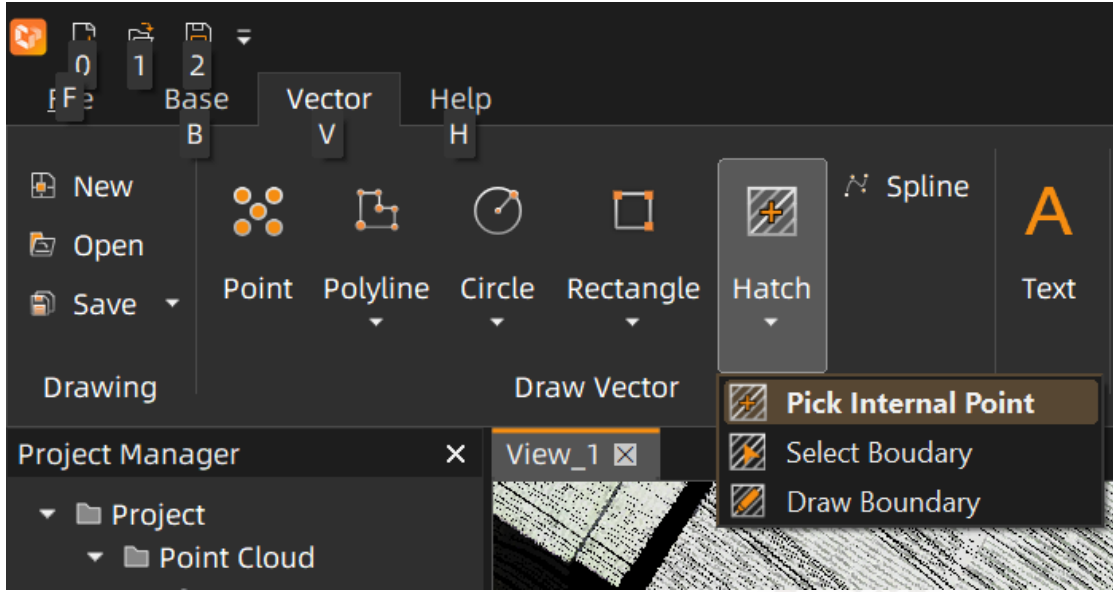 0 1 2
File Base Vector Help
F B V H
New
Open
Save
Point Polyline Circle Rectangle Hatch Spline Text
Drawing Draw Vector
Pick Internal Point
Select Boudary
Draw Boundary
Project Manager View_1
Project
Point Cloud